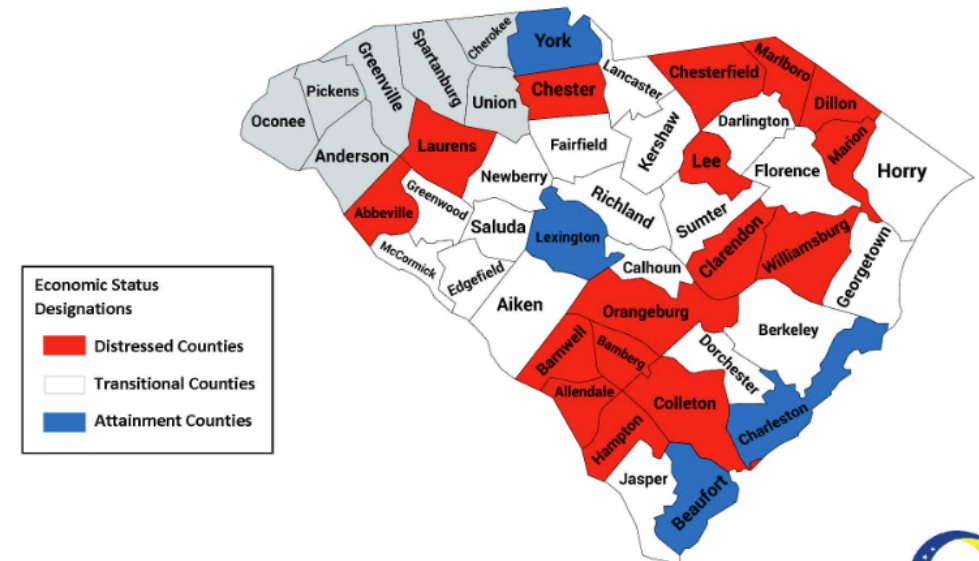 Cherokee
York
Spartanburg
Greenville
Lancaster
Marlboro
Chesterfield
Pickens
Union
Chester
Dillon
Oconee
Darlington
Kershaw
Marion
Anderson
Laurens
Fairfield
Lee
Florence
Horry
Newberry
Greenwood
Richland
Abbeville
Saluda
Sumter
Lexington
Clarendon
Williamsburg
McCormick
Edgefield
Calhoun
Georgetown
Aiken
Orangeburg
Berkeley
Barnwell
Bamberg
Dorchester
Allendale
Colleton
Charleston
Hampton
Jasper
Beaufort
Economic Status
Designations
Distressed Counties
Transitional Counties
Attainment Counties